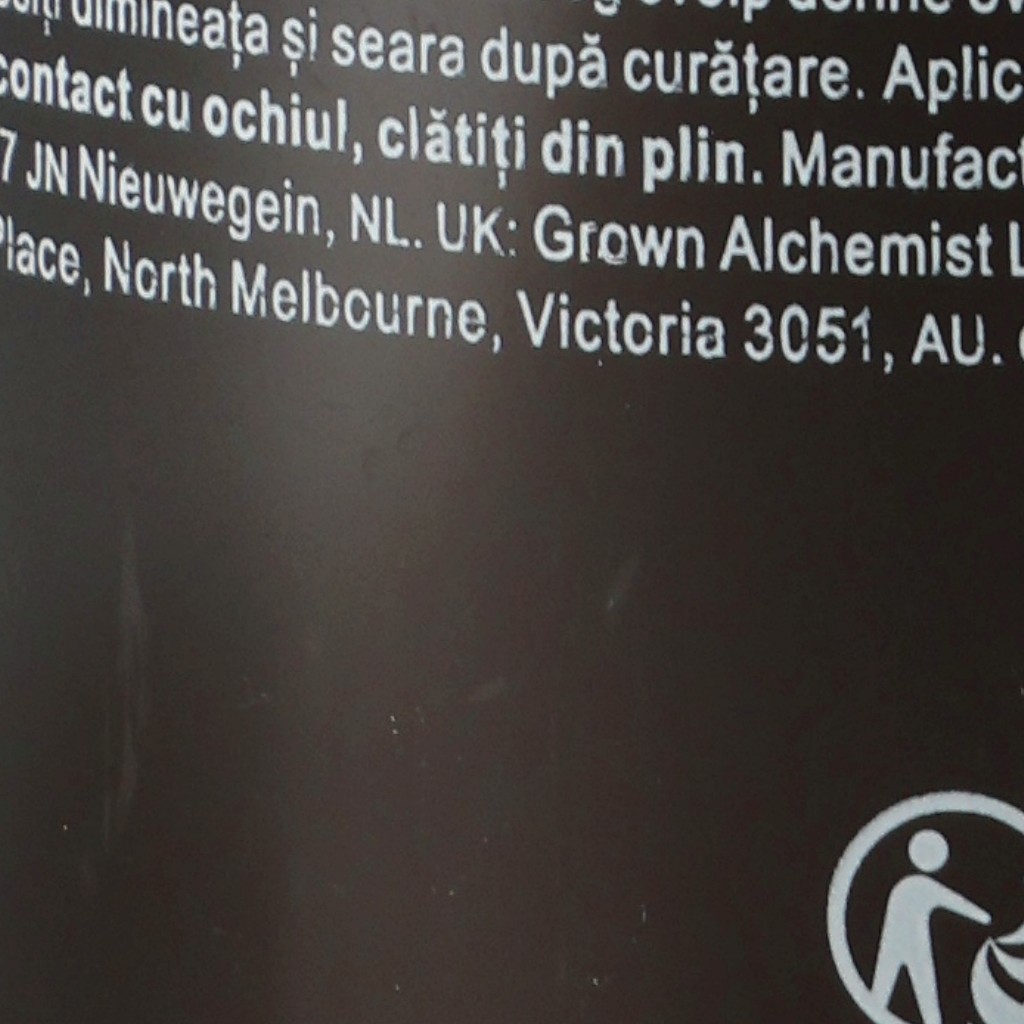 dimineața și seara după curățare. Aplic
contact cu ochiul, clătiți din plin. Manufact
7 JN Nieuwegein, NL. UK: Grown Alchemist L
Place, North Melbourne, Victoria 3051, AU.